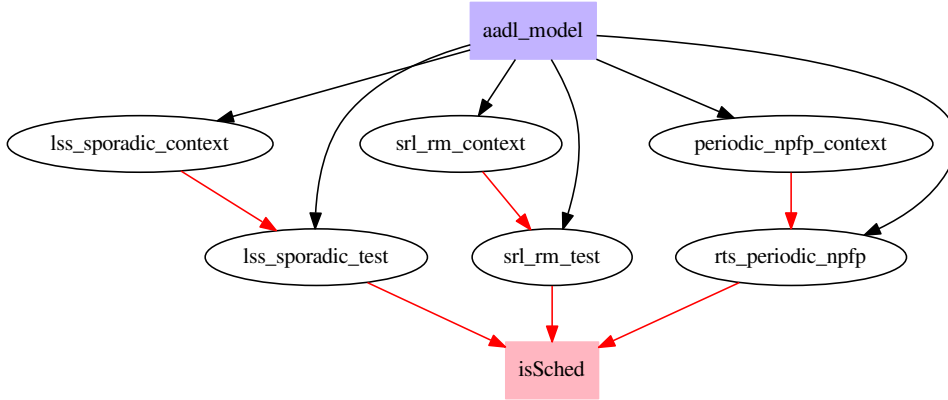 aadl_model
lss_sporadic_context
srl_rm_context
periodic_npfp_context
lss_sporadic_test
srl_rm_test
rts_periodic_npfp
isSched